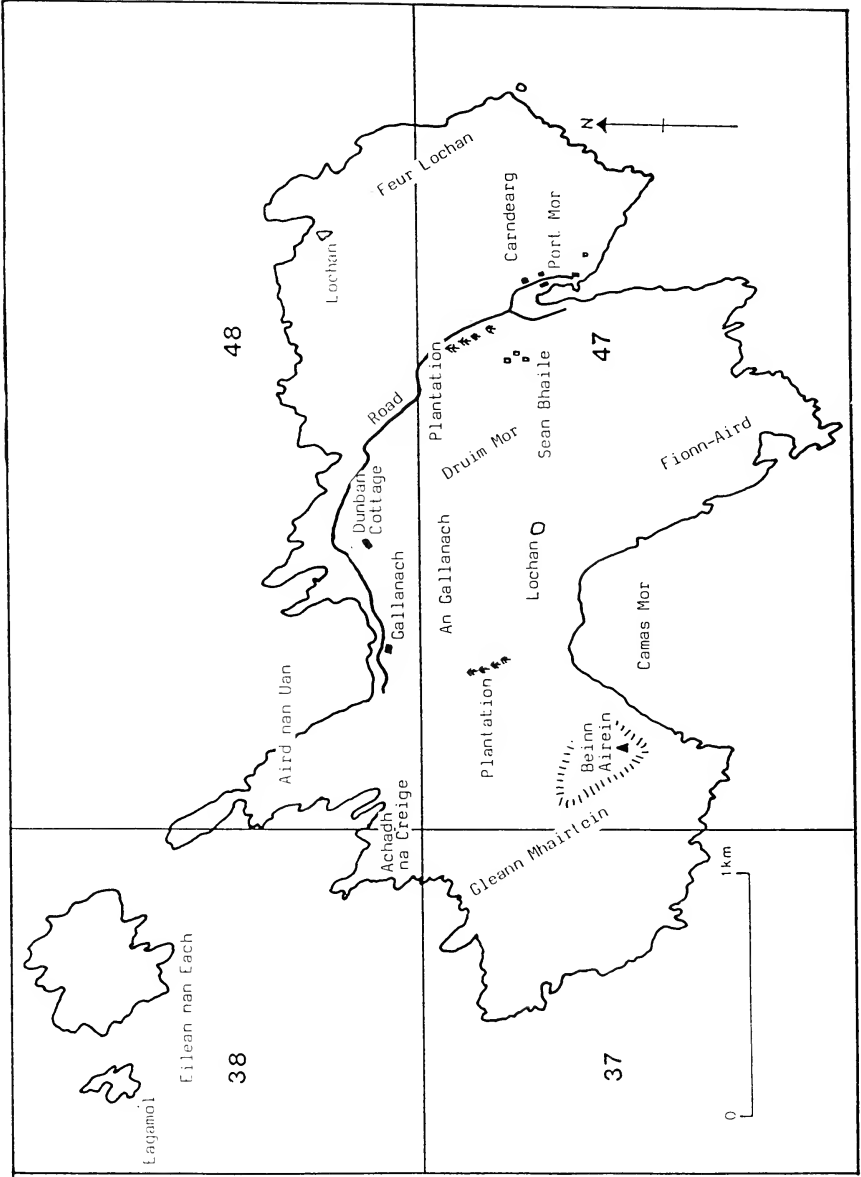 Lagamol
Eilean nan Each
38
48
Aird nan Uan
Achadh
na Creige
Gallanach
Dunban
Cottage
Road
Lochan
Feur Lochan
N
Plantation
An Gallanach
Druim Mor
Plantation
Carndearg
Port Mor
Sean Bhaile
Lochan
47
Fionn-Aird
Camas Mor
Beinn
Airein
Gleann Mhairtein
37
0
1km